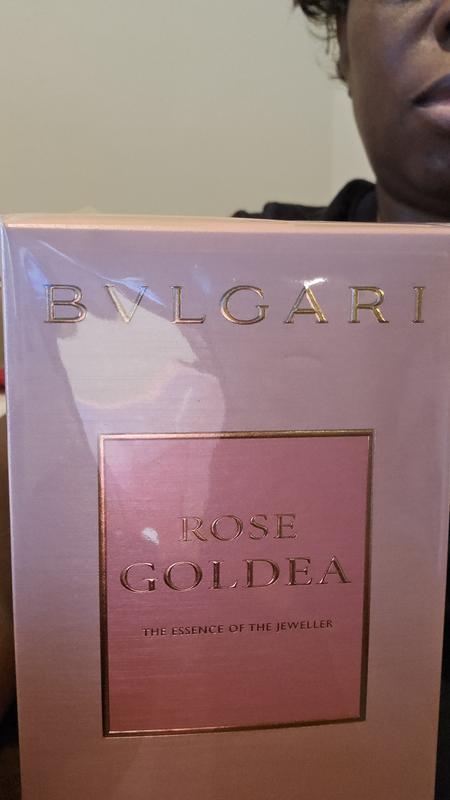 BVLGARI
ROSE
GOLDEA
THE ESSENCE OF THE JEWELLER